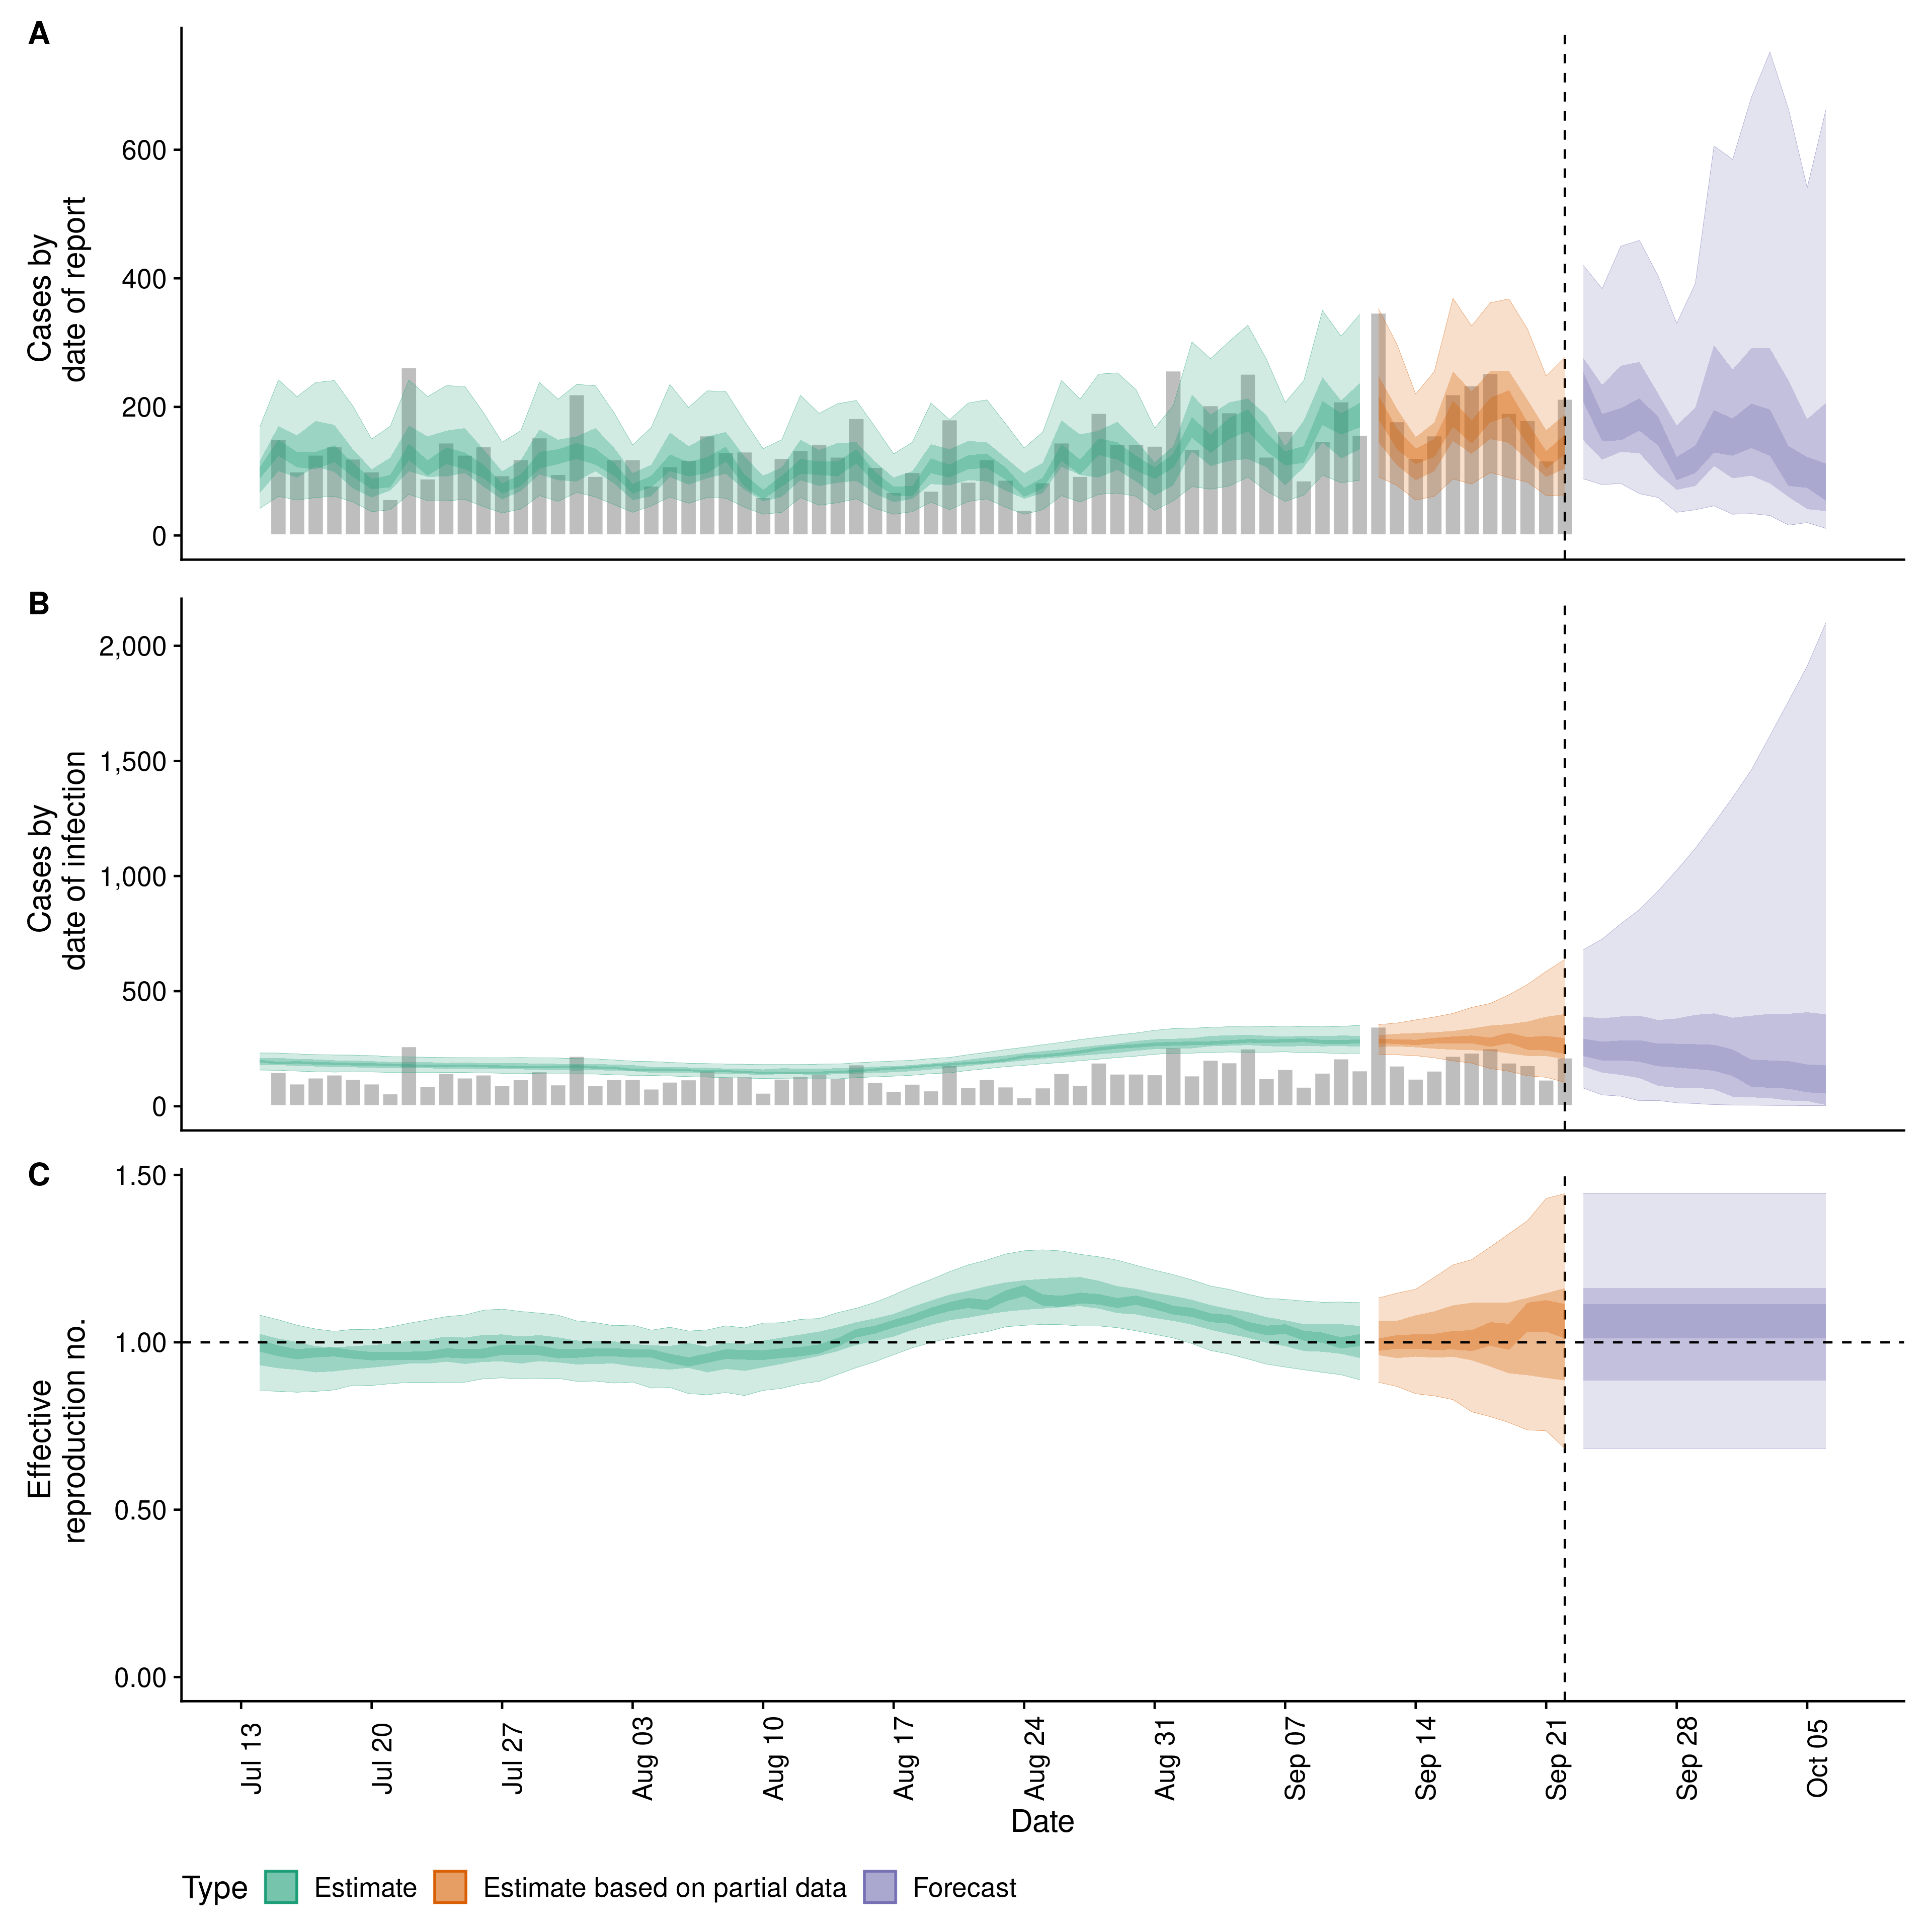 A
Cases by
date of report
600
400
200
0
B
Cases by
date of infection
2,000
1,500
1,000
500
0
C
Effective
reproduction no.
1.50
1.00
0.50
0.00
Jul 13
Jul 20
Jul 27
Aug 03
Aug 10
Aug 17
Aug 24
Aug 31
Sep 07
Sep 14
Sep 21
Sep 28
Oct 05
Date
Type Estimate Estimate based on partial data Forecast